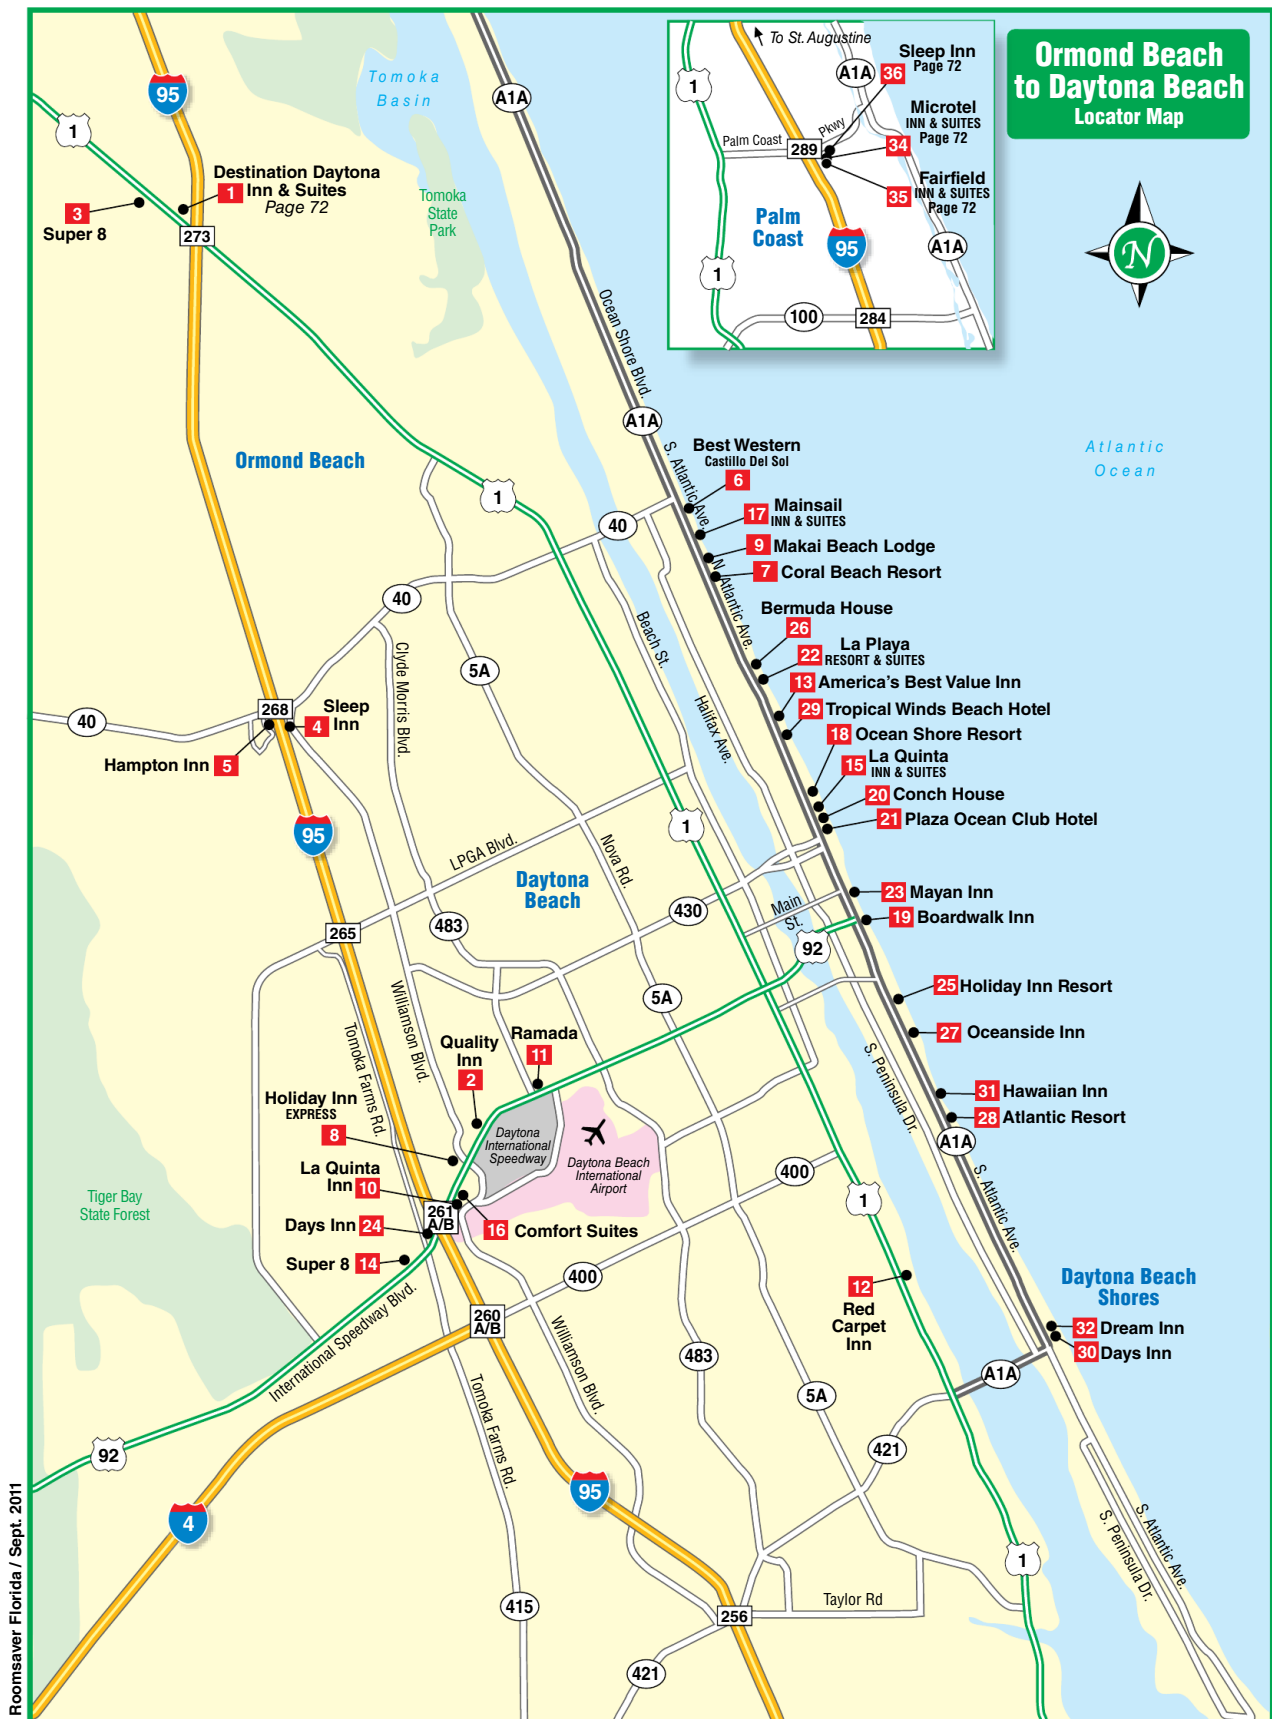 Ormond Beach
to Daytona Beach
Locator Map
To St. Augustine
Sleep Inn
Page 72
36
A1A
1
Microtel
INN & SUITES
Page 72
34
Palm Coast
Pkwy
289
Fairfield
INN & SUITES
Page 72
35
Palm
Coast
95
A1A
1
100
284
N
95
1
Tomoka
Basin
A1A
Destination Daytona
1
Inn & Suites
Page 72
3
Super 8
273
Tomoka
State
Park
Ocean Shore Blvd.
A1A
Atlantic
Ocean
Ormond Beach
S. Atlantic Ave.
Best Western
Castillo Del Sol
6
1
40
17
Mainsail
INN & SUITES
9
Makai Beach Lodge
7
Coral Beach Resort
N. Atlantic Ave.
40
Bermuda House
26
Beach St.
22
La Playa
RESORT & SUITES
5A
Clyde Morris Blvd.
13
America's Best Value Inn
29
Tropical Winds Beach Hotel
18
Ocean Shore Resort
Halifax Ave.
40
268
Sleep
Inn
4
Hampton Inn
5
15
La Quinta
INN & SUITES
20
Conch House
21
Plaza Ocean Club Hotel
95
1
LPGA Blvd.
Nova Rd.
Daytona
Beach
23
Mayan Inn
430
Main
St.
19
Boardwalk Inn
483
265
92
25
Holiday Inn Resort
5A
Williamson Blvd.
Tomoka Farms Rd.
27
Oceanside Inn
Quality
Inn
2
Ramada
11
S. Peninsula Dr.
31
Hawaiian Inn
28
Atlantic Resort
A1A
Holiday Inn
EXPRESS
8
Daytona
International
Speedway
Daytona Beach
International
Airport
400
La Quinta
Inn
10
S. Atlantic Ave.
Tiger Bay
State Forest
261
A/B
Days Inn
24
16
Comfort Suites
1
Super 8
14
400
12
Red
Carpet
Inn
Daytona Beach
Shores
260
A/B
International Speedway Blvd.
Williamson Blvd.
32
Dream Inn
30
Days Inn
483
A1A
Tomoka Farms Rd.
5A
421
92
95
4
S. Atlantic Ave.
S. Peninsula Dr.
1
Taylor Rd
415
256
421
Roomsaver Florida / Sept. 2011